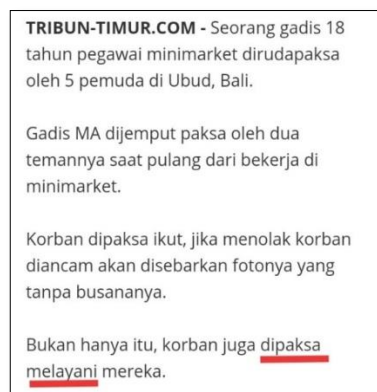 TRIBUN-TIMUR.COM - Seorang gadis 18
tahun pegawai minimarket dirudapaksa
oleh 5 pemuda di Ubud, Bali.
Gadis MA dijemput paksa oleh dua
temannya saat pulang dari bekerja di
minimarket.
Korban dipaksa ikut, jika menolak korban
diancam akan disebarkan fotonya yang
tanpa busananya.
Bukan hanya itu, korban juga dipaksa
melayani mereka.